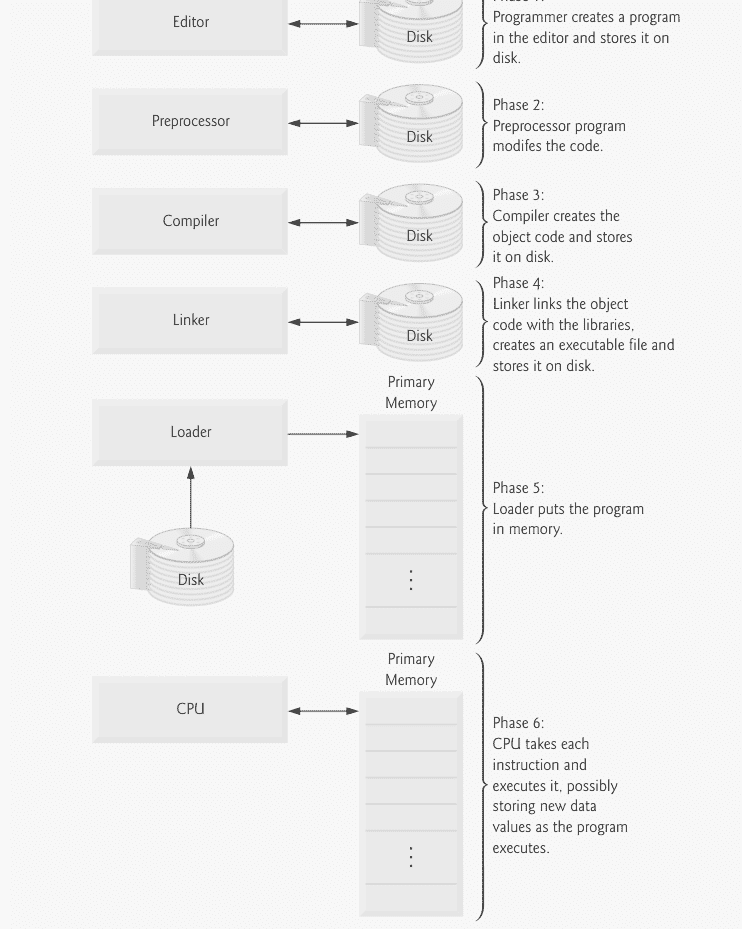 Editor
Disk
Programmer creates a program
in the editor and stores it on
disk.
Preprocessor
Disk
Phase 2:
Preprocessor program
modifes the code.
Compiler
Disk
Phase 3:
Compiler creates the
object code and stores
it on disk.
Linker
Disk
Phase 4:
Linker links the object
code with the libraries,
creates an executable file and
stores it on disk.
Loader
Disk
Primary
Memory
Phase 5:
Loader puts the program
in memory.
CPU
Primary
Memory
Phase 6:
CPU takes each
instruction and
executes it, possibly
storing new data
values as the program
executes.